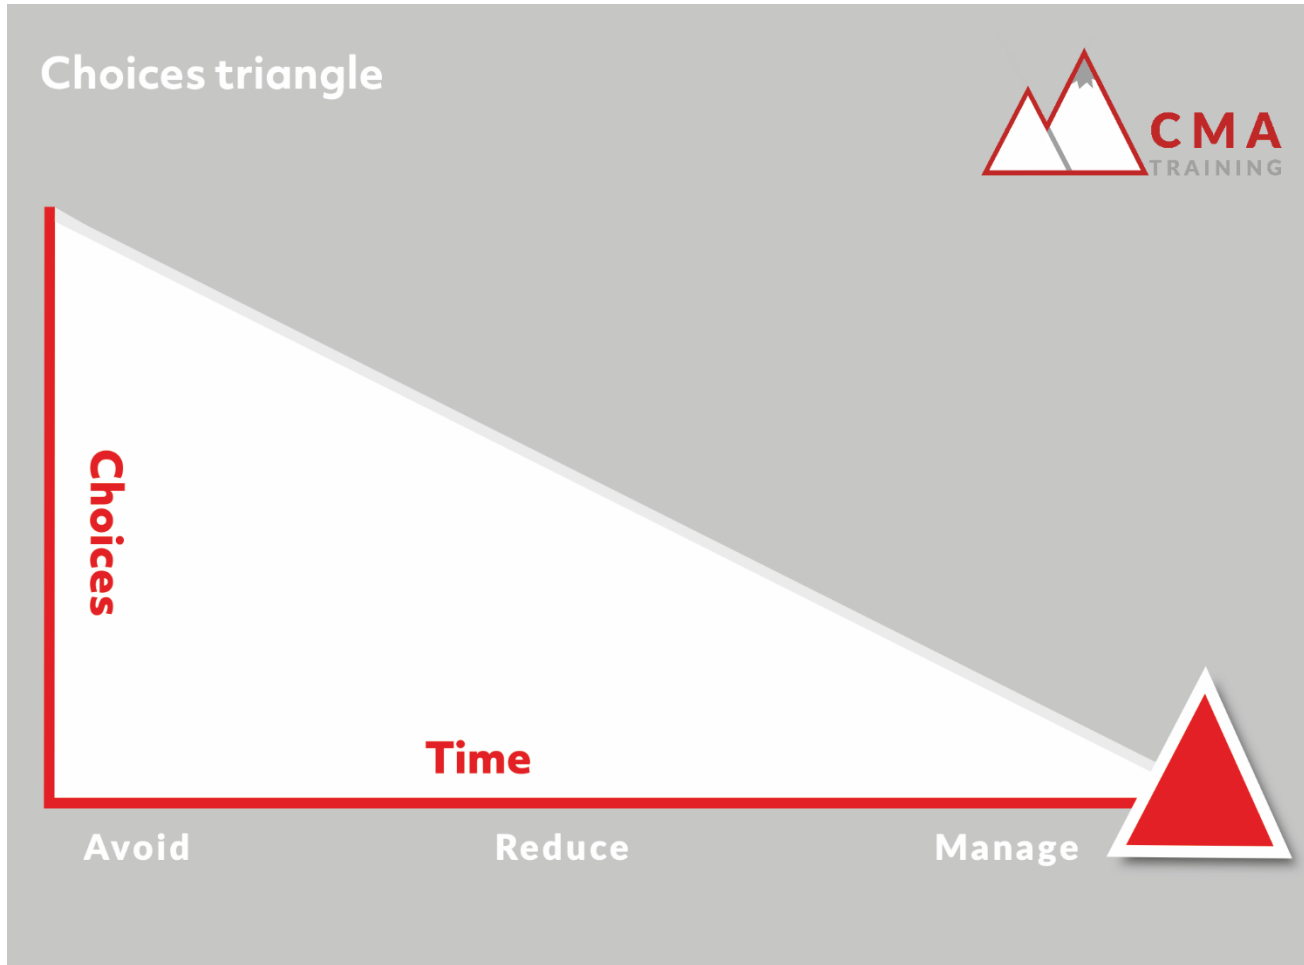 Choices triangle
CMA
TRAINING
Choices
Time
Avoid
Reduce
Manage